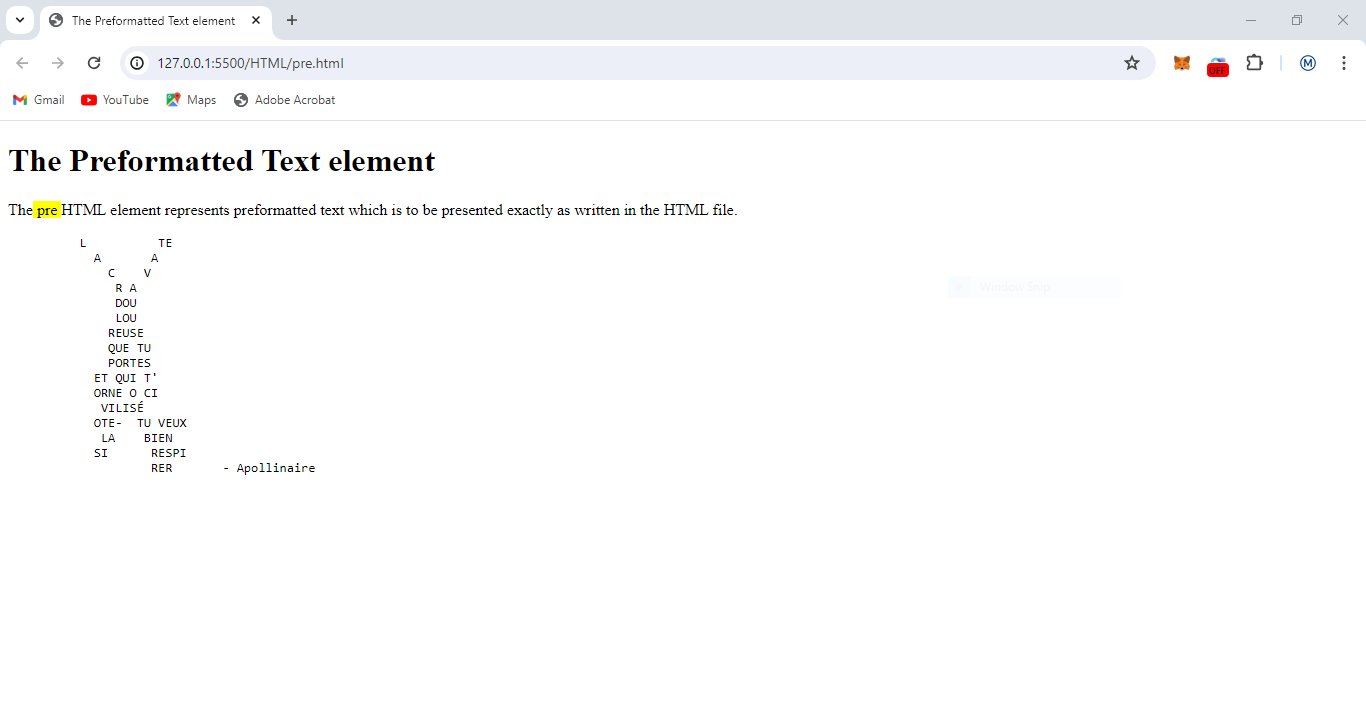 The Preformatted Text element
127.0.0.1:5500/HTML/pre.html
OFF
M
Gmail YouTube Maps Adobe Acrobat
The Preformatted Text element
The pre HTML element represents preformatted text which is to be presented exactly as written in the HTML file.
L          TE
  A       A
    C    V
     R A
     DOU
     LOU
    REUSE
    QUE TU
    PORTES
  ET QUI T'
  ORNE O CI
   VILISÉ
  OTE-  TU VEUX
   LA    BIEN
  SI      RESPI
          RER       - Apollinaire